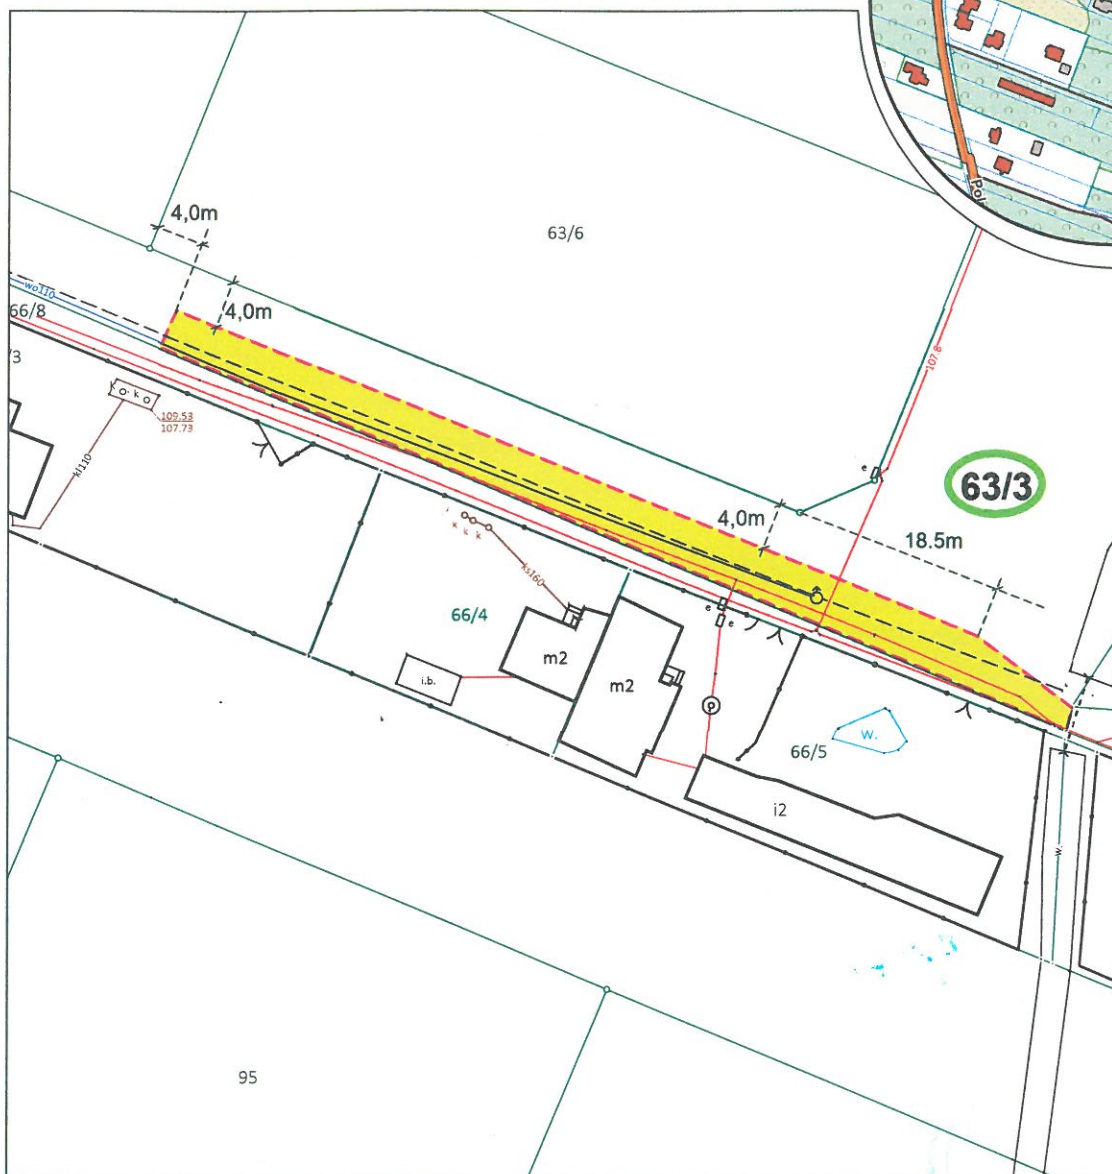 Pol
4,0m
63/6
wo110
66/8
4,0m
107.8
/3
k
k
109.53
107.73
kl110
e
63/3
4,0m
18.5m
k k k
ks160
66/4
e
e
m2
m2
i.b.
w.
66/5
i2
w.
95